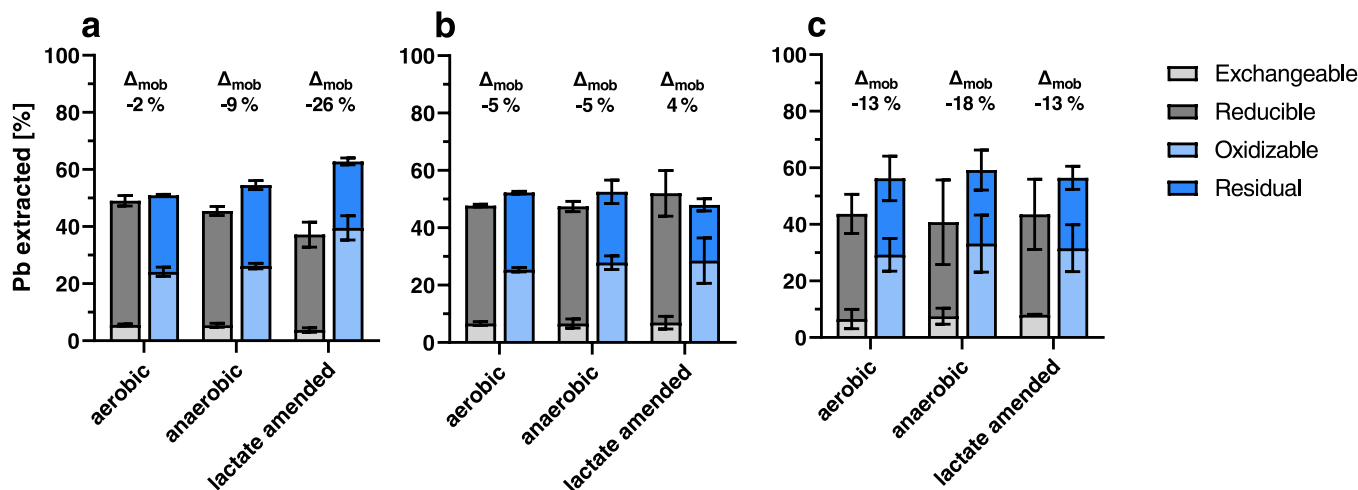 a
b
c
Pb extracted [%]
100
80
60
40
20
0
Δmob
-2 %
Δmob
-9 %
Δmob
-26 %
aerobic
anaerobic
lactate amended
100
80
60
40
20
0
Δmob
-5 %
Δmob
-5 %
Δmob
4 %
aerobic
anaerobic
lactate amended
100
80
60
40
20
0
Δmob
-13 %
Δmob
-18 %
Δmob
-13 %
aerobic
anaerobic
lactate amended
Exchangeable
Reducible
Oxidizable
Residual